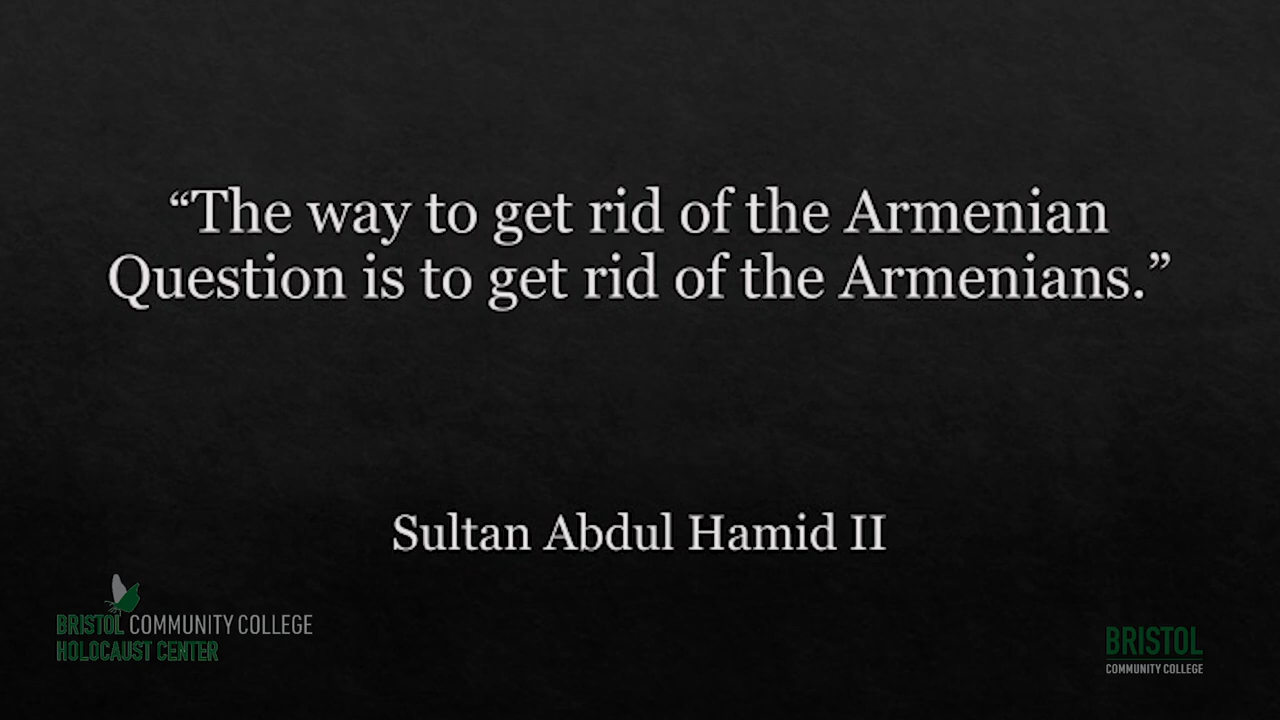 “The way to get rid of the Armenian
Question is to get rid of the Armenians.”
Sultan Abdul Hamid II
BRISTOL COMMUNITY COLLEGE
HOLOCAUST CENTER
BRISTOL
COMMUNITY COLLEGE